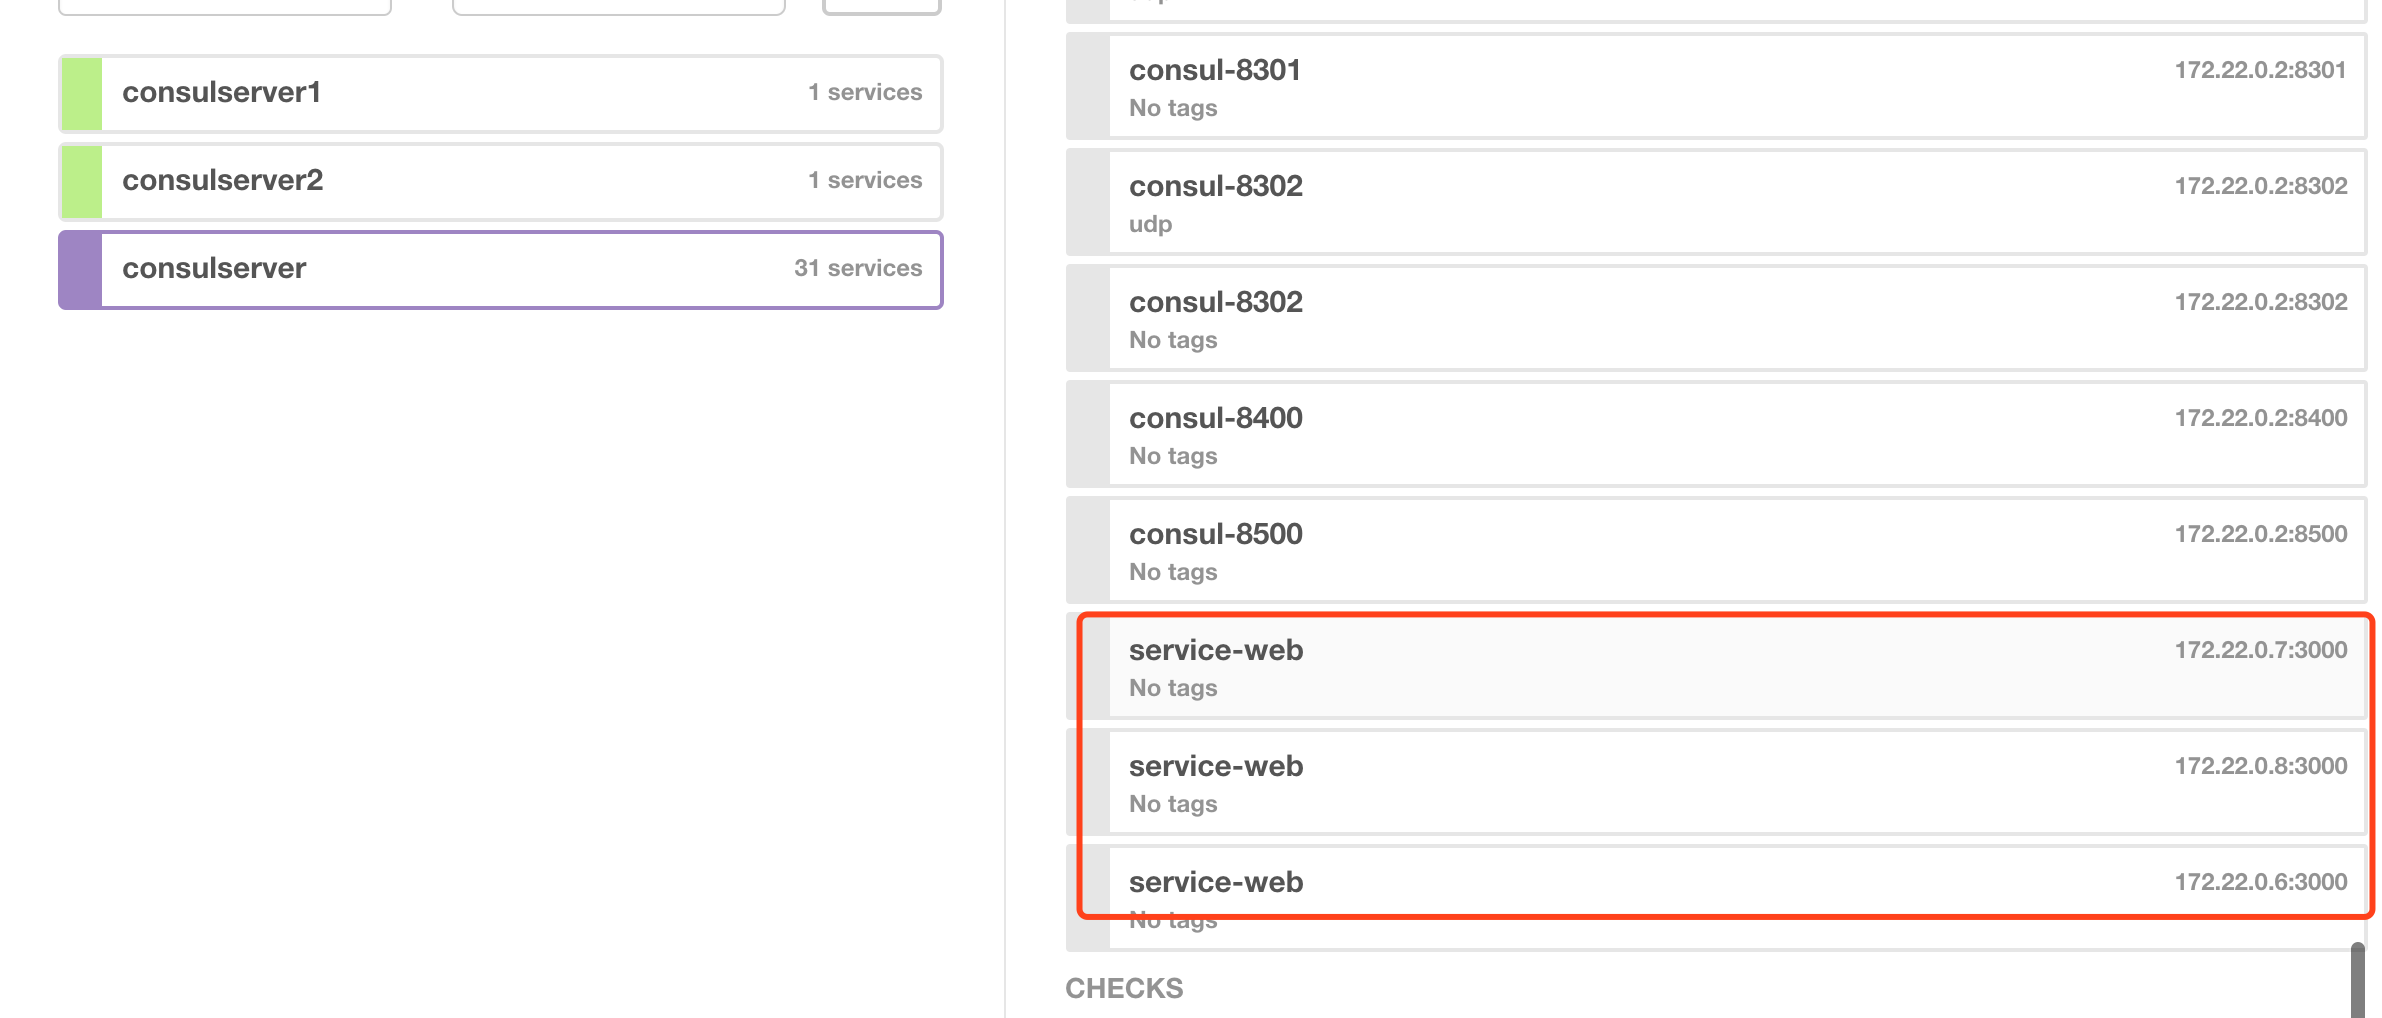 consulserver1
1 services
consulserver2
1 services
consulserver
31 services
consul-8301
172.22.0.2:8301
No tags
consul-8302
172.22.0.2:8302
udp
consul-8302
172.22.0.2:8302
No tags
consul-8400
172.22.0.2:8400
No tags
consul-8500
172.22.0.2:8500
No tags
service-web
172.22.0.7:3000
No tags
service-web
172.22.0.8:3000
No tags
service-web
172.22.0.6:3000
No tags
CHECKS